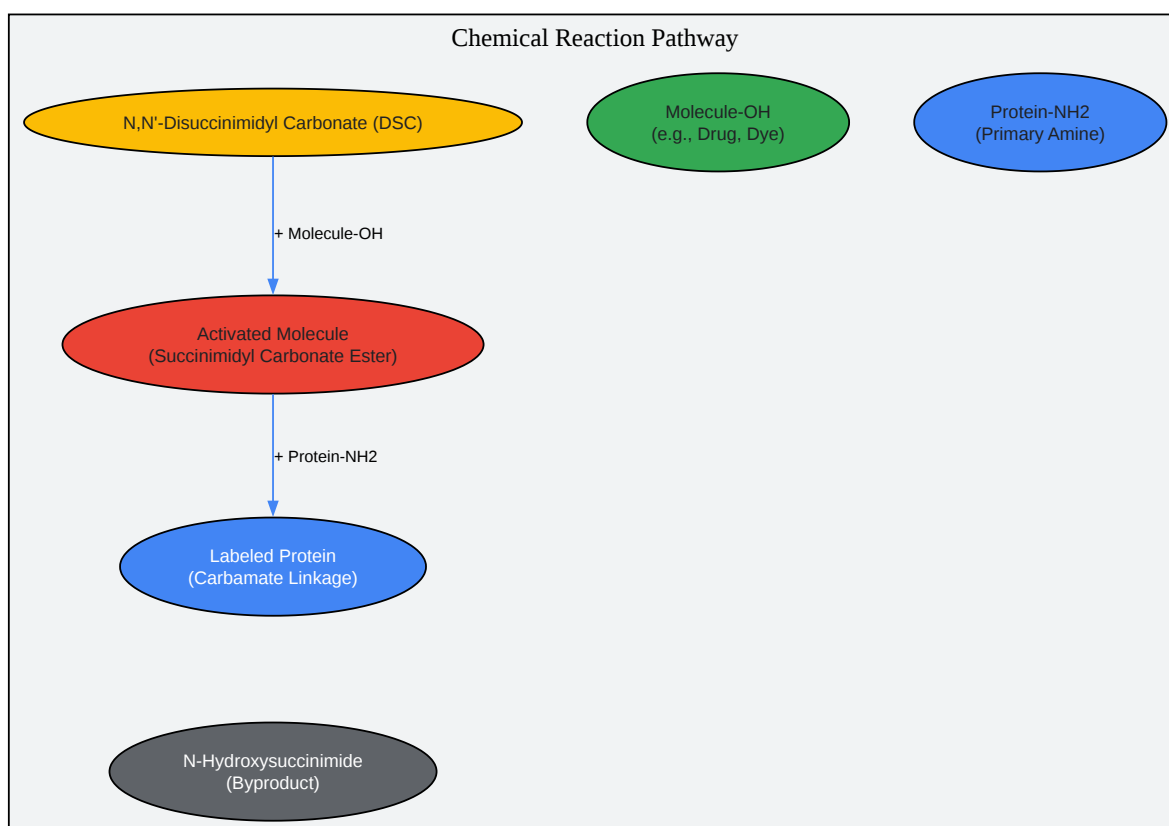 Chemical Reaction Pathway
N,N'-Disuccinimidyl Carbonate (DSC)
Molecule-OH
(e.g., Drug, Dye)
Protein-NH2
(Primary Amine)
+ Molecule-OH
Activated Molecule
(Succinimidyl Carbonate Ester)
+ Protein-NH2
Labeled Protein
(Carbamate Linkage)
N-Hydroxysuccinimide
(Byproduct)